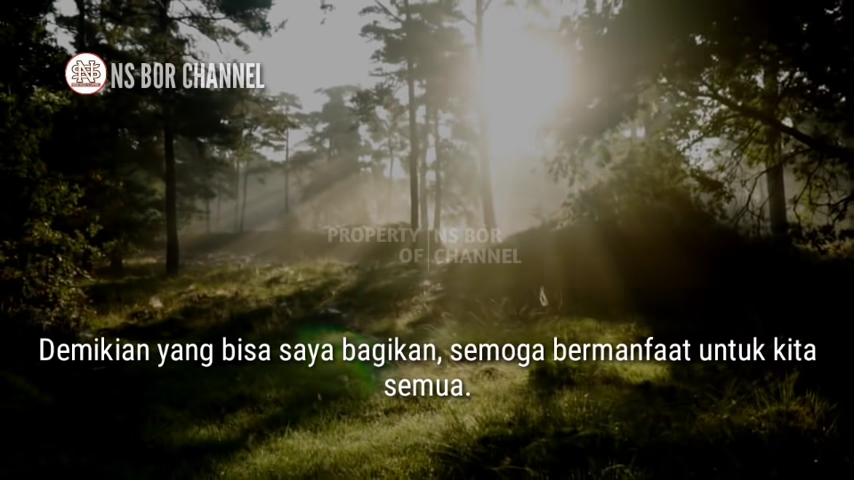 NS BOR CHANNEL
PROPERTY NS BOR
OF CHANNEL
Demikian yang bisa saya bagikan, semoga bermanfaat untuk kita
semua.